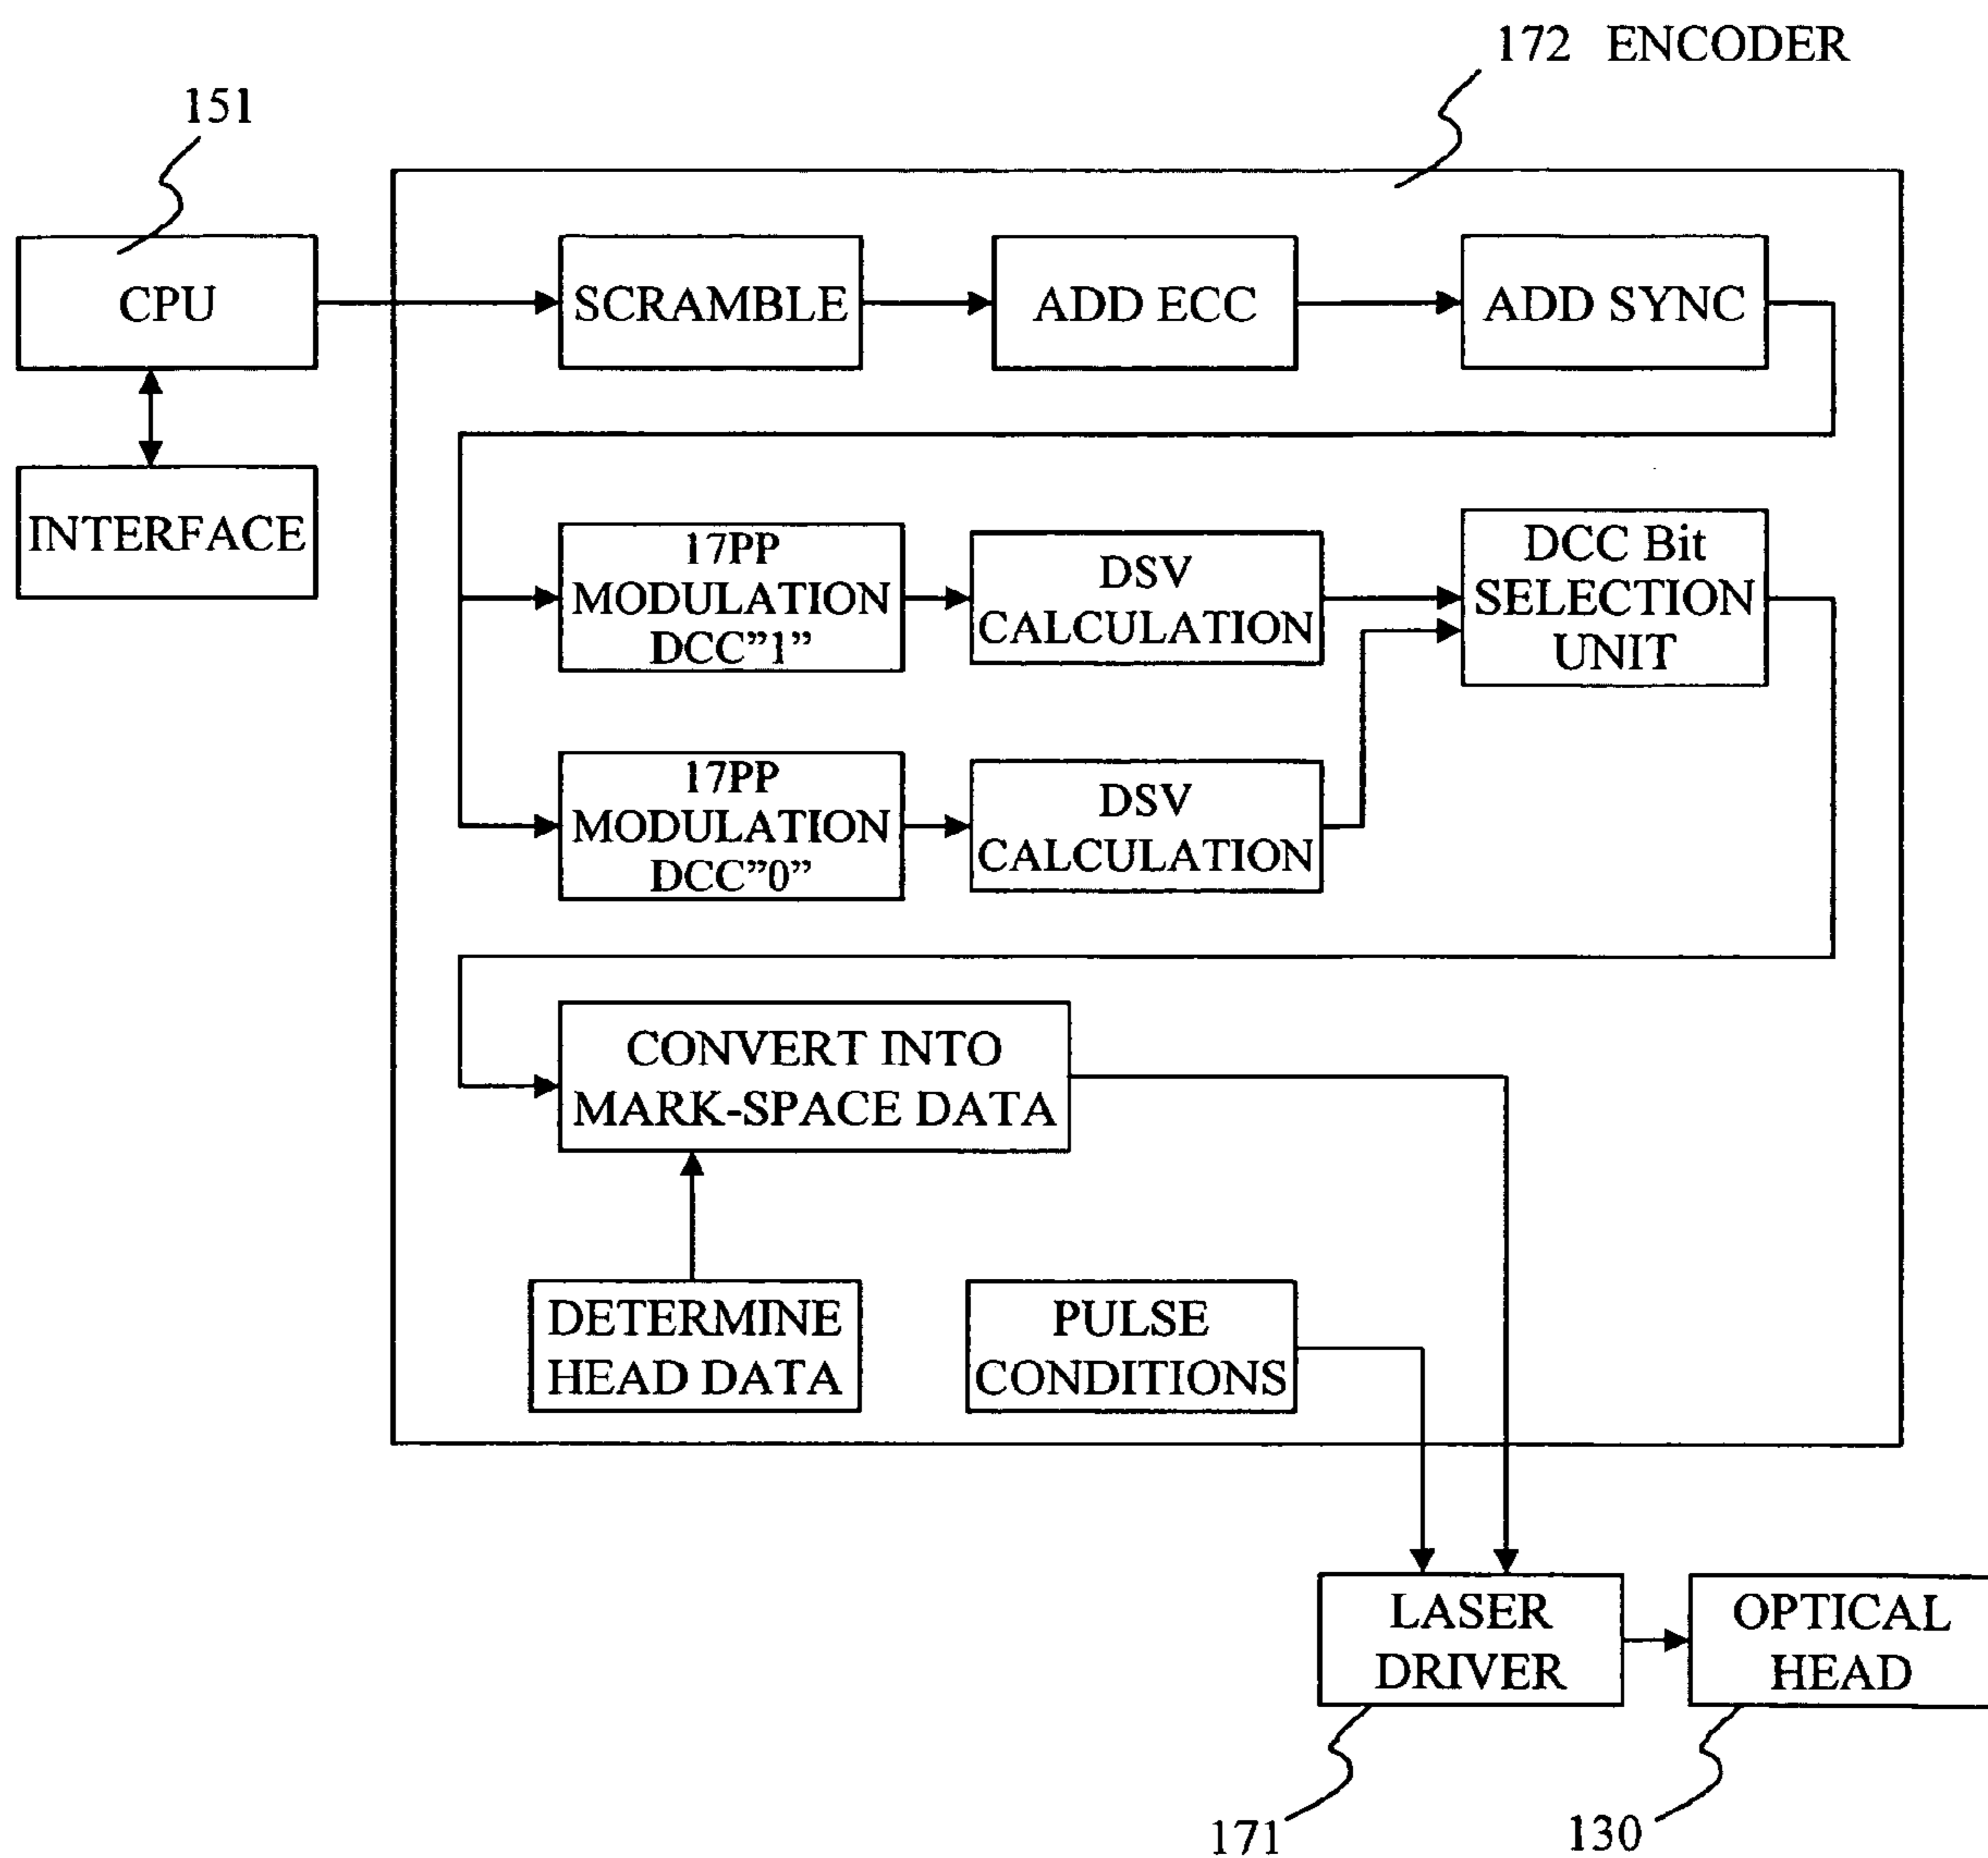 172 ENCODER
151
CPU
SCRAMBLE
ADD ECC
ADD SYNC
INTERFACE
17PP
MODULATION
DCC”1”
DSV
CALCULATION
DCC Bit
SELECTION
UNIT
17PP
MODULATION
DCC”0”
DSV
CALCULATION
CONVERT INTO
MARK-SPACE DATA
DETERMINE
HEAD DATA
PULSE
CONDITIONS
LASER
DRIVER
OPTICAL
HEAD
171
130